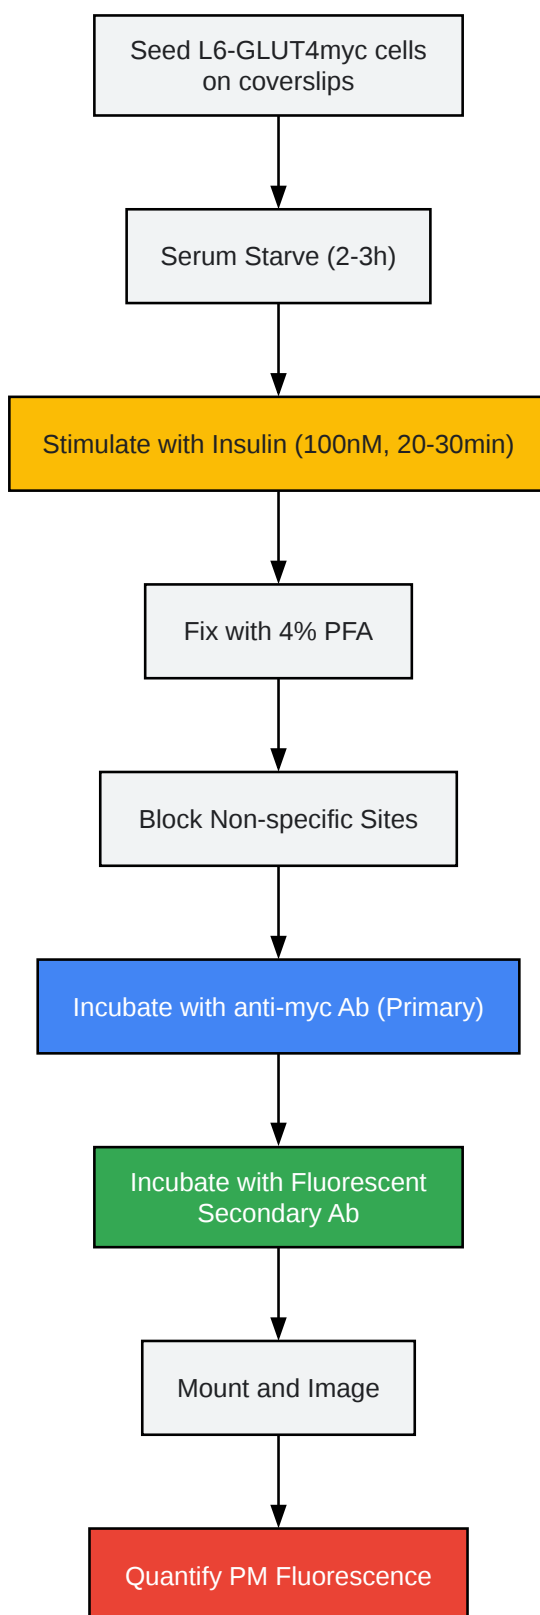 Seed L6-GLUT4myc cells
on coverslips
Serum Starve (2-3h)
Stimulate with Insulin (100nM, 20-30min)
Fix with 4% PFA
Block Non-specific Sites
Incubate with anti-myc Ab (Primary)
Incubate with Fluorescent
Secondary Ab
Mount and Image
Quantify PM Fluorescence